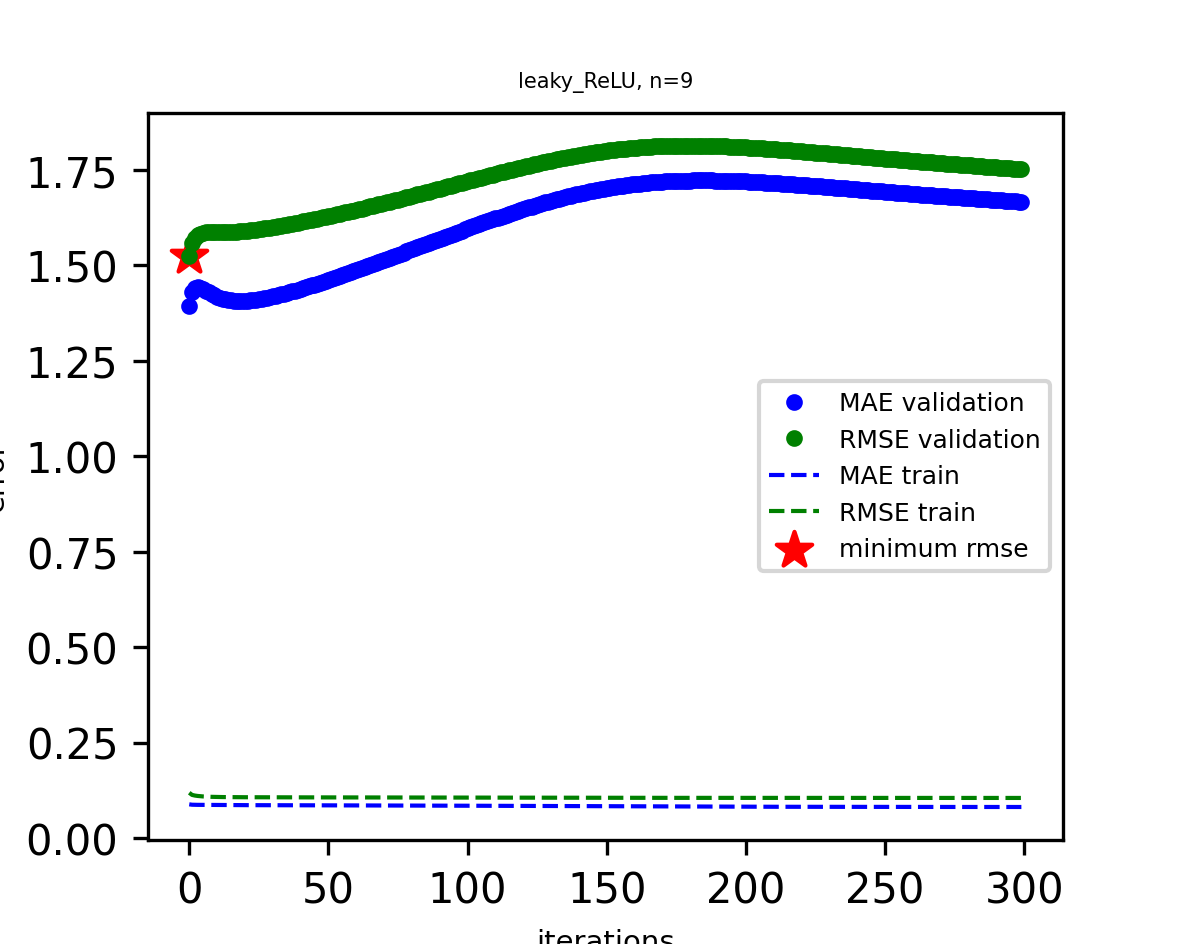 leaky_ReLU, n=9
1.75
1.50
1.25
1.00
0.75
0.50
0.25
0.00
MAE validation
RMSE validation
MAE train
RMSE train
minimum rmse
0 50 100 150 200 250 300
iterations